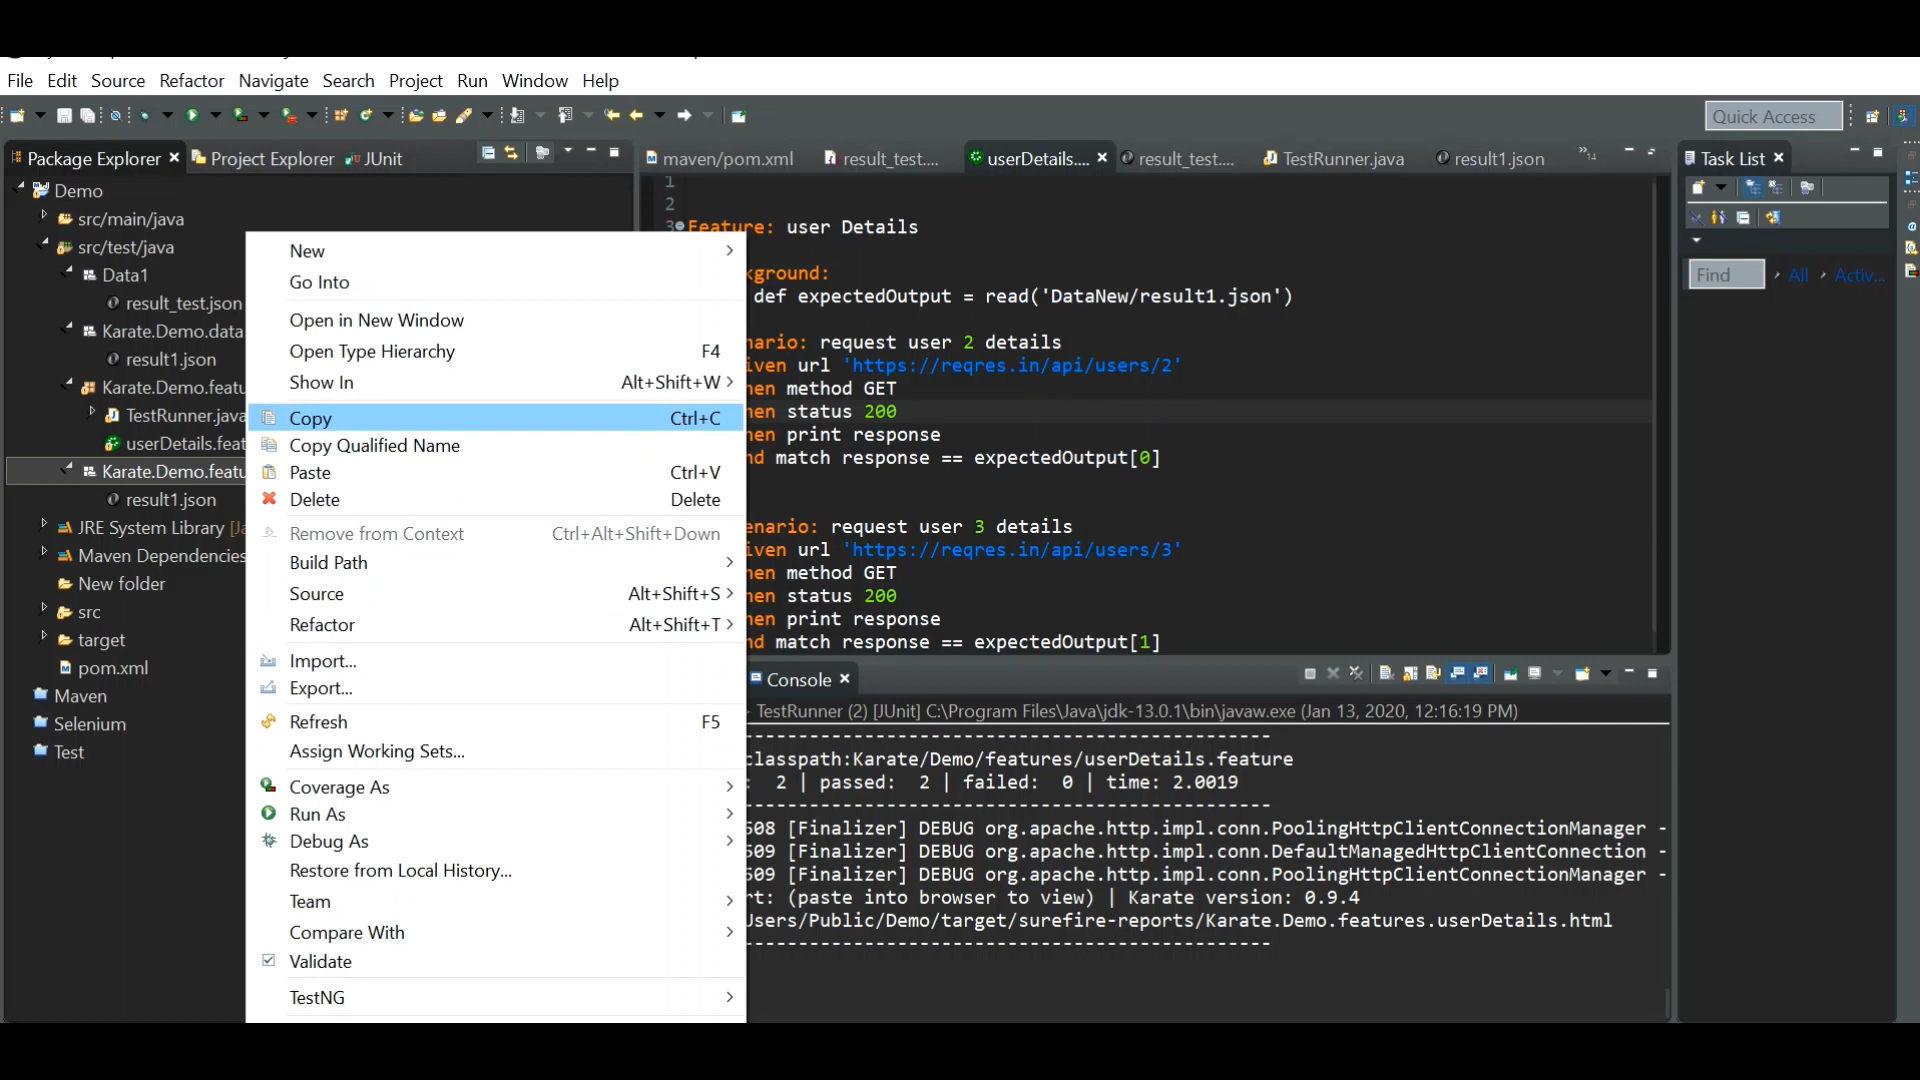 File Edit Source Refactor Navigate Search Project Run Window Help
Quick Access
Package Explorer
Project Explorer
JUnit
maven/pom.xml
result_test....
userDetails....
result_test....
TestRunner.java
result1.json
14
Task List
Demo
src/main/java
src/test/java
Data1
result_test.json
Karate.Demo.data
result1.json
Karate.Demo.featu
TestRunner.java
userDetails.feat
Karate.Demo.featu
result1.json
JRE System Library [Ja
Maven Dependencies
New folder
src
target
pom.xml
Maven
Selenium
Test
New
Go Into
Open in New Window
Open Type Hierarchy F4
Show In Alt+Shift+W
Copy Ctrl+C
Copy Qualified Name
Paste Ctrl+V
Delete Delete
Remove from Context Ctrl+Alt+Shift+Down
Build Path
Source Alt+Shift+S
Refactor Alt+Shift+T
Import...
Export...
Refresh F5
Assign Working Sets...
Coverage As
Run As
Debug As
Restore from Local History...
Team
Compare With
Validate
TestNG
1
2
3 Feature: user Details
kground:
def expectedOutput = read('DataNew/result1.json')
nario: request user 2 details
iven url 'https://reqres.in/api/users/2'
hen method GET
hen status 200
hen print response
nd match response == expectedOutput[0]
enario: request user 3 details
iven url 'https://reqres.in/api/users/3'
hen method GET
hen status 200
hen print response
nd match response == expectedOutput[1]
Find
All
Activ...
Console
TestRunner (2) [JUnit] C:\Program Files\Java\jdk-13.0.1\bin\javaw.exe (Jan 13, 2020, 12:16:19 PM)
------------------------------------------------
classpath:Karate/Demo/features/userDetails.feature
: 2 | passed: 2 | failed: 0 | time: 2.0019
------------------------------------------------
508 [Finalizer] DEBUG org.apache.http.impl.conn.PoolingHttpClientConnectionManager -
509 [Finalizer] DEBUG org.apache.http.impl.conn.DefaultManagedHttpClientConnection -
509 [Finalizer] DEBUG org.apache.http.impl.conn.PoolingHttpClientConnectionManager -
rt: (paste into browser to view) | Karate version: 0.9.4
Users/Public/Demo/target/surefire-reports/Karate.Demo.features.userDetails.html
------------------------------------------------